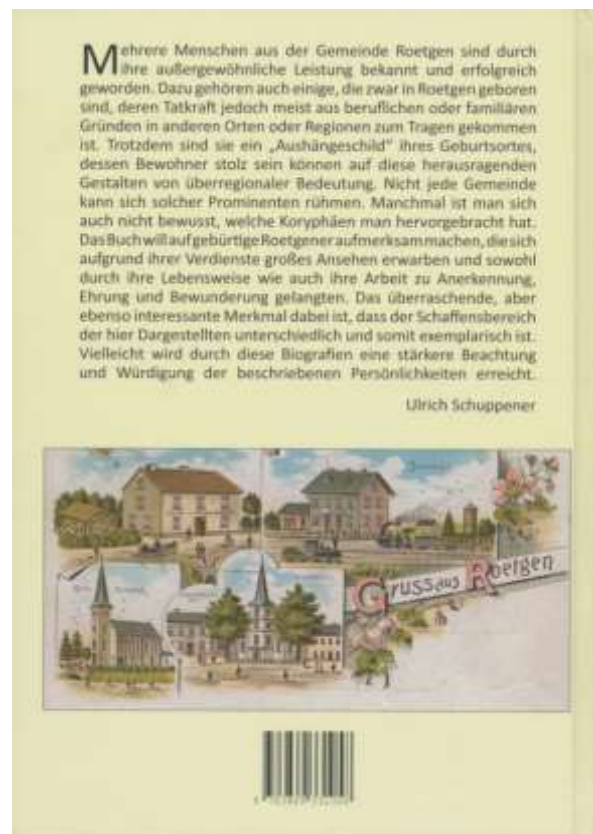 Mehrere Menschen aus der Gemeinde Roetgen sind durch
ihre außergewöhnliche Leistung bekannt und erfolgreich
geworden. Dazu gehören auch einige, die zwar in Roetgen geboren
sind, deren Tatkraft jedoch meist aus beruflichen oder familiären
Gründen in anderen Orten oder Regionen zum Tragen gekommen
ist. Trotzdem sind sie ein „Aushängeschild" ihres Geburtsortes,
dessen Bewohner stolz sein können auf diese herausragenden
Gestalten von überregionaler Bedeutung. Nicht jede Gemeinde
kann sich solcher Prominenten rühmen. Manchmal ist man sich
auch nicht bewusst, welche Koryphäen man hervorgebracht hat.
Das Buch will auf gebürtige Roetgener aufmerksam machen, die sich
aufgrund ihrer Verdienste großes Ansehen erwarben und sowohl
durch ihre Lebensweise wie auch ihre Arbeit zu Anerkennung,
Ehrung und Bewunderung gelangten. Das überraschende, aber
ebenso interessante Merkmal dabei ist, dass der Schaffensbereich
der hier Dargestellten unterschiedlich und somit exemplarisch ist.
Vielleicht wird durch diese Biografien eine stärkere Beachtung
und Würdigung der beschriebenen Persönlichkeiten erreicht.
Ulrich Schuppener
Gruss aus Roetgen